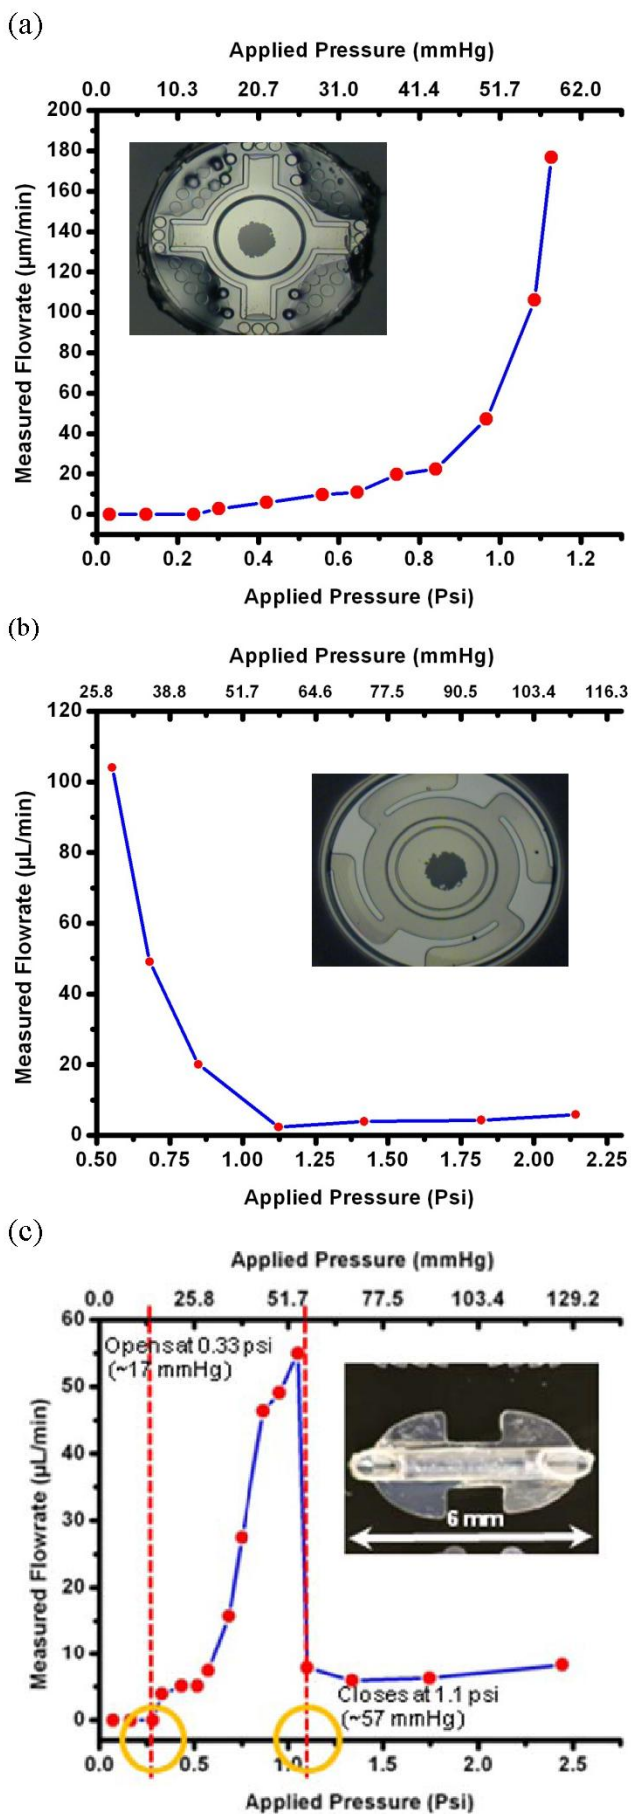 (a)
Applied Pressure (mmHg)
0.0 10.3 20.7 31.0 41.4 51.7 62.0
200
180
160
140
120
100
80
60
40
20
0
Measured Flowrate (µm/min)
0.0 0.2 0.4 0.6 0.8 1.0 1.2
Applied Pressure (Psi)
(b)
Applied Pressure (mmHg)
25.8 38.8 51.7 64.6 77.5 90.5 103.4 116.3
120
100
80
60
40
20
0
Measured Flowrate (µL/min)
0.50 0.75 1.00 1.25 1.50 1.75 2.00 2.25
Applied Pressure (Psi)
(c)
Applied Pressure (mmHg)
0.0 25.8 51.7 77.5 103.4 129.2
60
50
40
30
20
10
0
Measured Flowrate (µL/min)
Opens at 0.33 psi
(~17 mmHg)
6 mm
Closes at 1.1 psi
(~57 mmHg)
0.0 0.5 1.0 1.5 2.0 2.5
Applied Pressure (Psi)